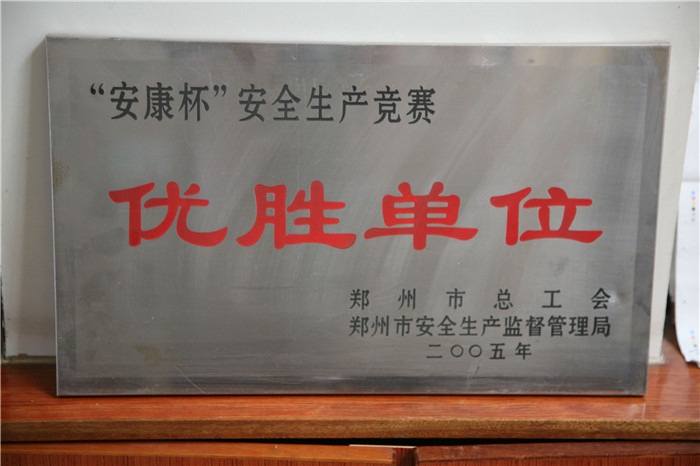 “安康杯”安全生产竞赛
优胜单位
郑州市总工会
郑州市安全生产监督管理局
二〇〇五年